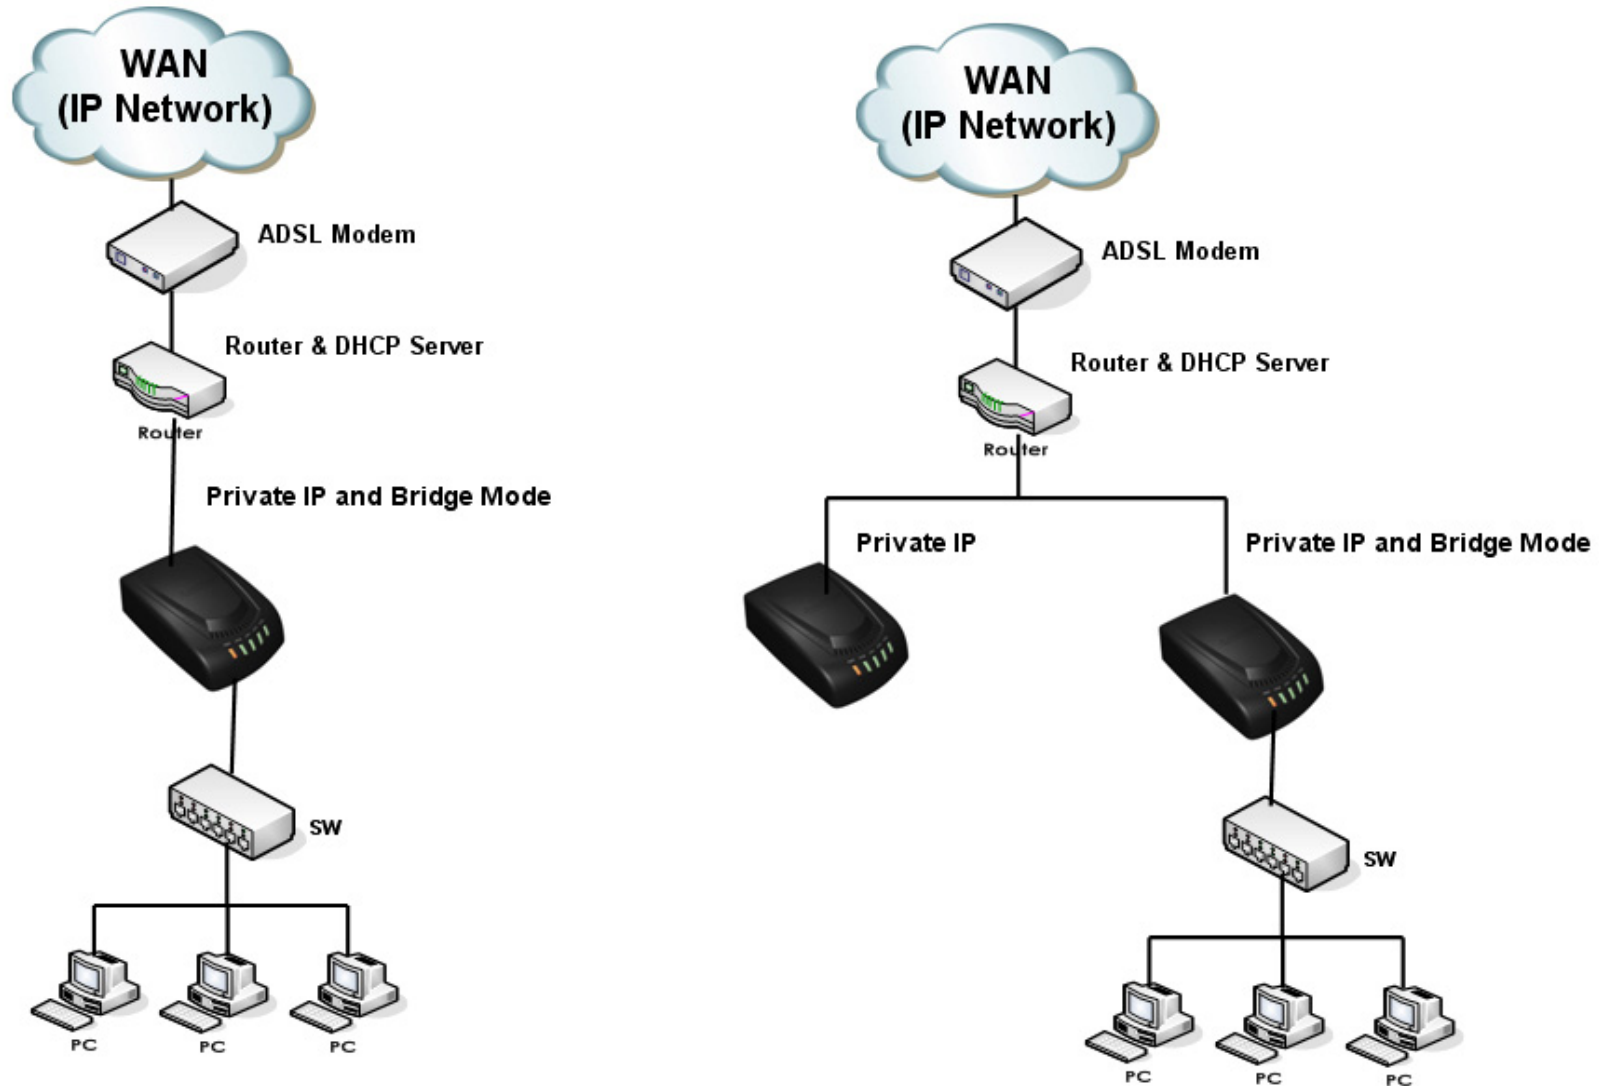 WAN
(IP Network)
ADSL Modem
Router & DHCP Server
Router
Private IP and Bridge Mode
SW
PC
PC
PC
WAN
(IP Network)
ADSL Modem
Router & DHCP Server
Router
Private IP
Private IP and Bridge Mode
SW
PC
PC
PC